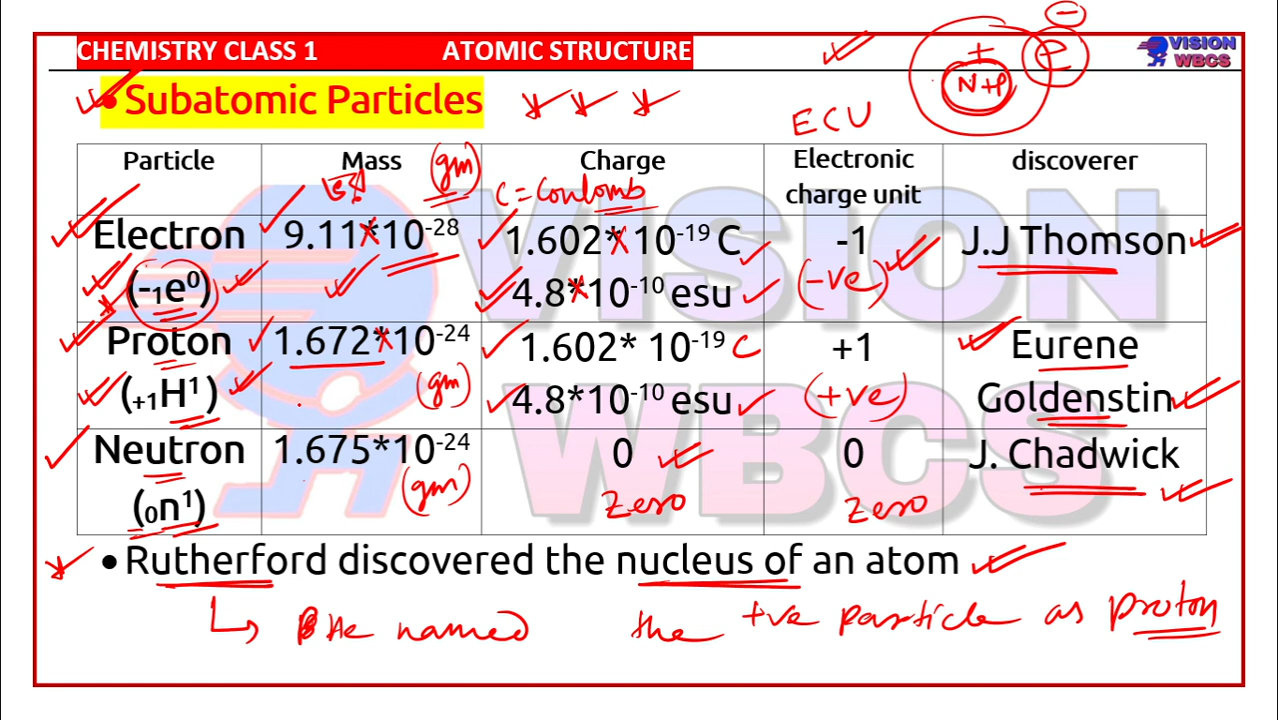 CHEMISTRY CLASS 1 ATOMIC STRUCTURE
VISION
WBCS
−
+ e
N+P
• Subatomic Particles
ECU
Particle Mass (gm) Charge Electronic charge unit discoverer
C = Coulomb
Electron 9.11*10-28 1.602* 10-19 C -1 J.J Thomson
(-1e0) 4.8*10-10 esu (-ve)
Proton 1.672*10-24 1.602* 10-19 C +1 Eurene
(+1H1) (gm) 4.8*10-10 esu (+ve) Goldenstin
Neutron 1.675*10-24 0 0 J. Chadwick
(0n1) (gm) Zero Zero
• Rutherford discovered the nucleus of an atom
He named the +ve particle as proton
VISION
WBCS